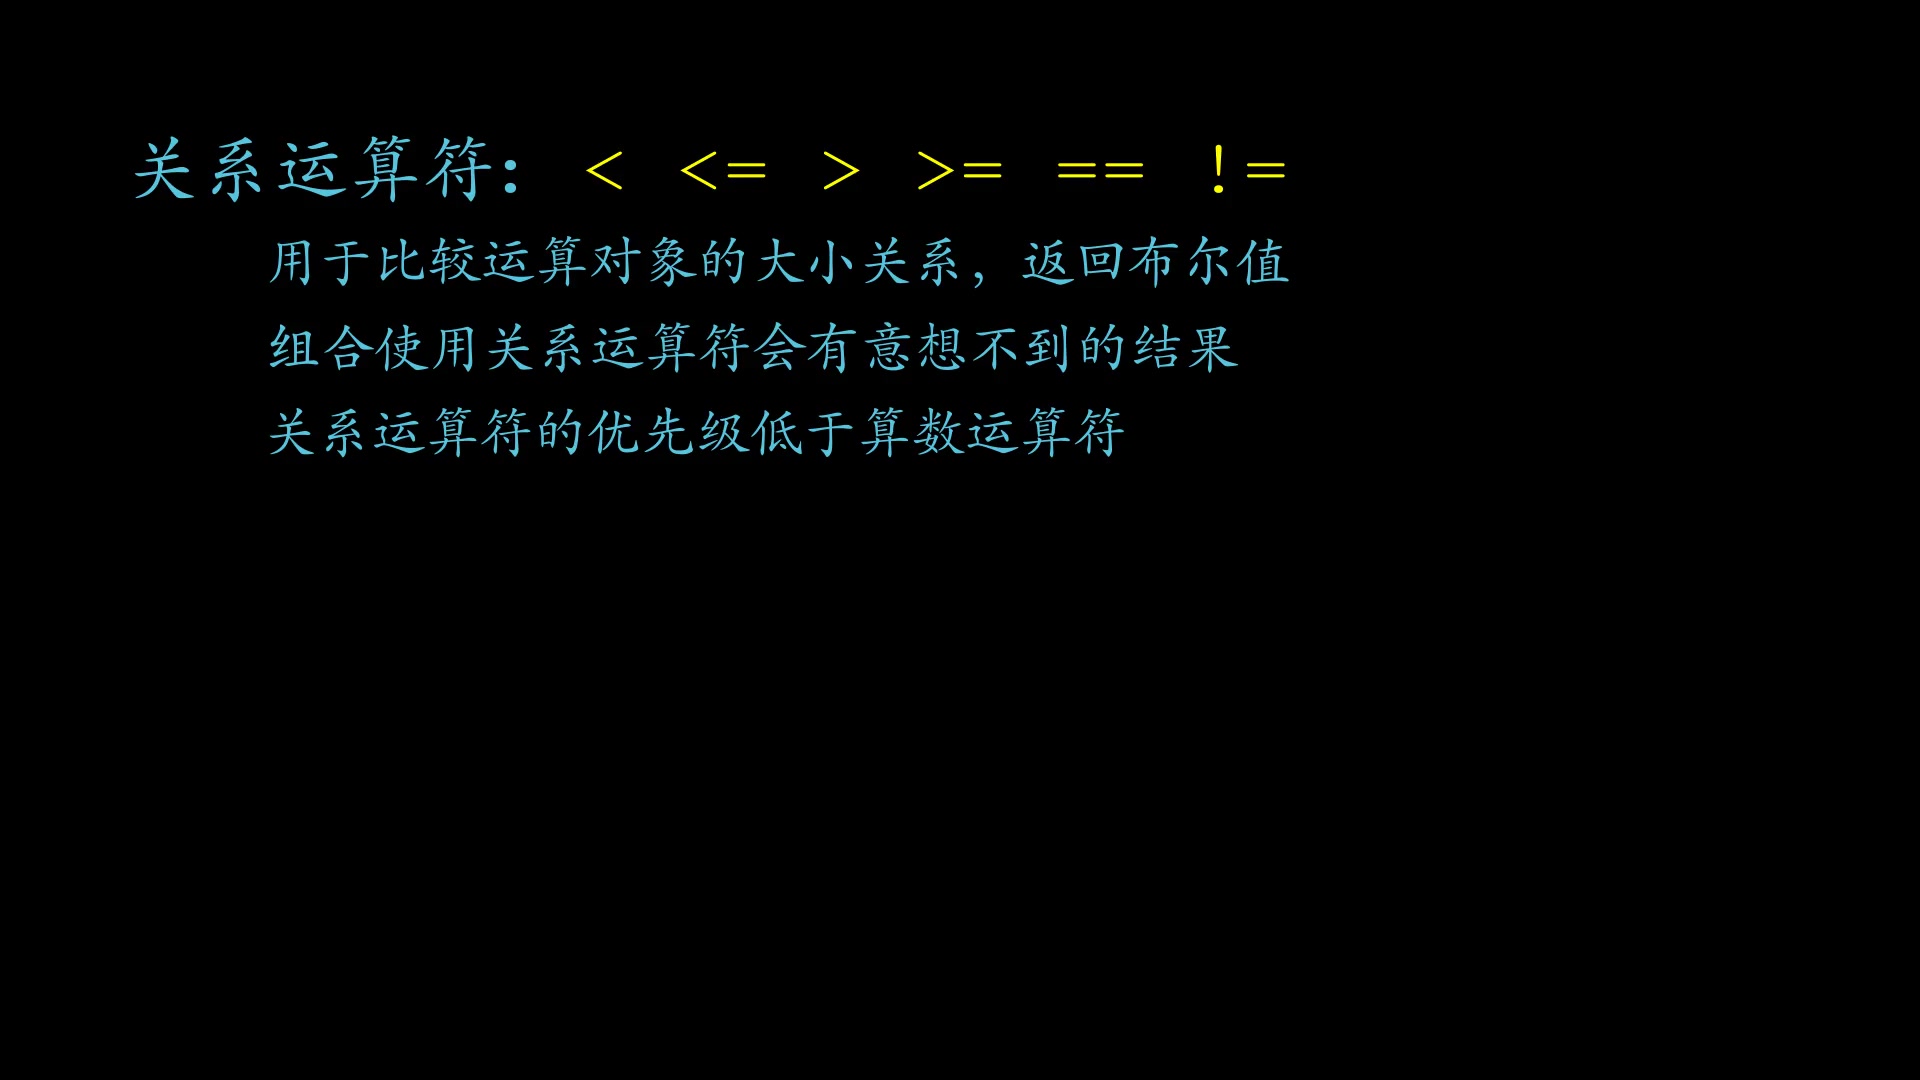 关系运算符: < <= > >= == !=
用于比较运算对象的大小关系，返回布尔值
组合使用关系运算符会有意想不到的结果
关系运算符的优先级低于算数运算符